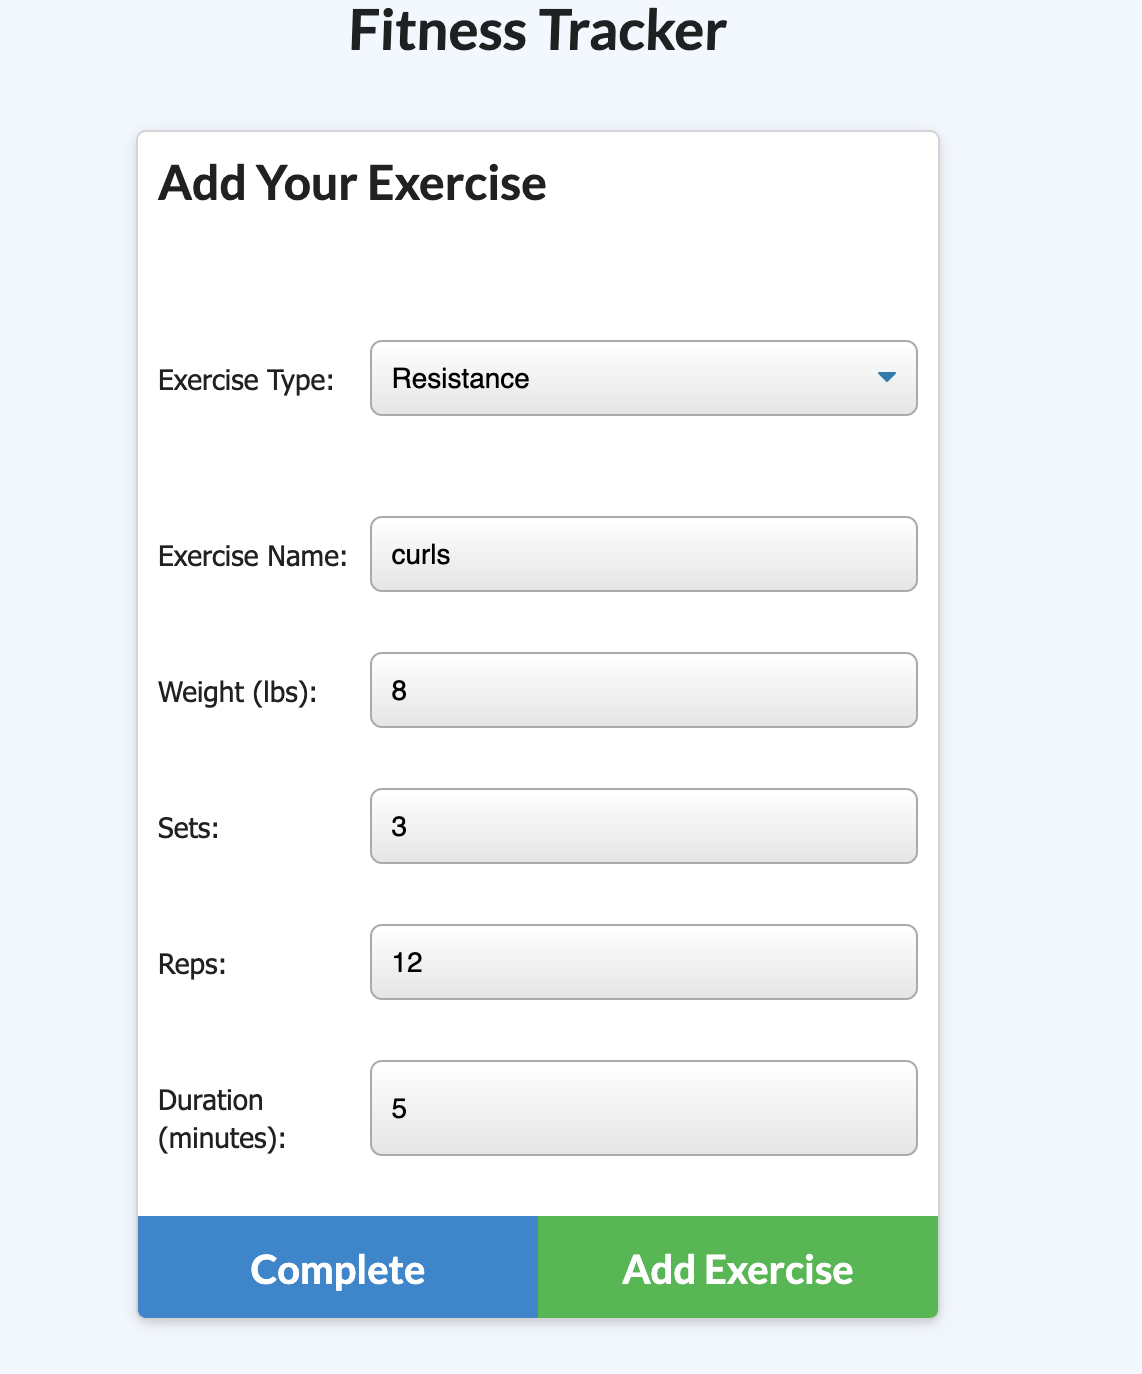 Fitness Tracker
Add Your Exercise
Exercise Type: Resistance
Exercise Name: curls
Weight (lbs): 8
Sets: 3
Reps: 12
Duration
(minutes): 5
Complete Add Exercise